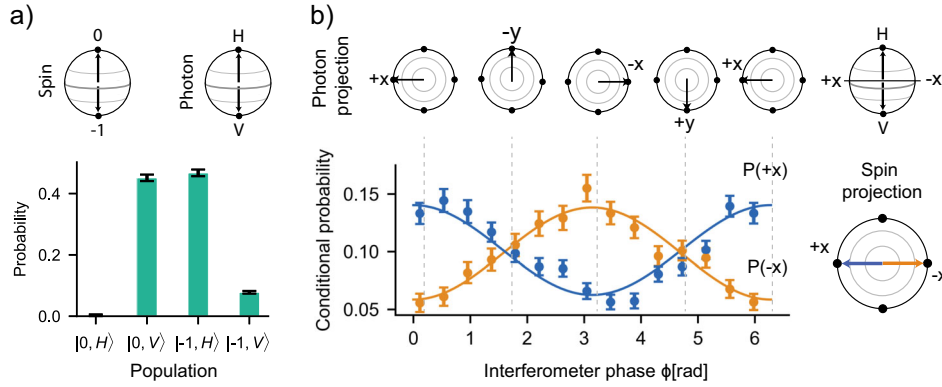 a)
0
Spin
-1
H
Photon
V
Probability
0.4
0.2
0.0
|0, H⟩ |0, V⟩ |-1, H⟩ |-1, V⟩
Population
b)
Photon
projection
+x
-y
-x
+y
+x
H
+x
-x
V
Conditional probability
0.15
0.10
0.05
P(+x)
P(-x)
0 1 2 3 4 5 6
Interferometer phase ϕ[rad]
Spin
projection
+x
-x